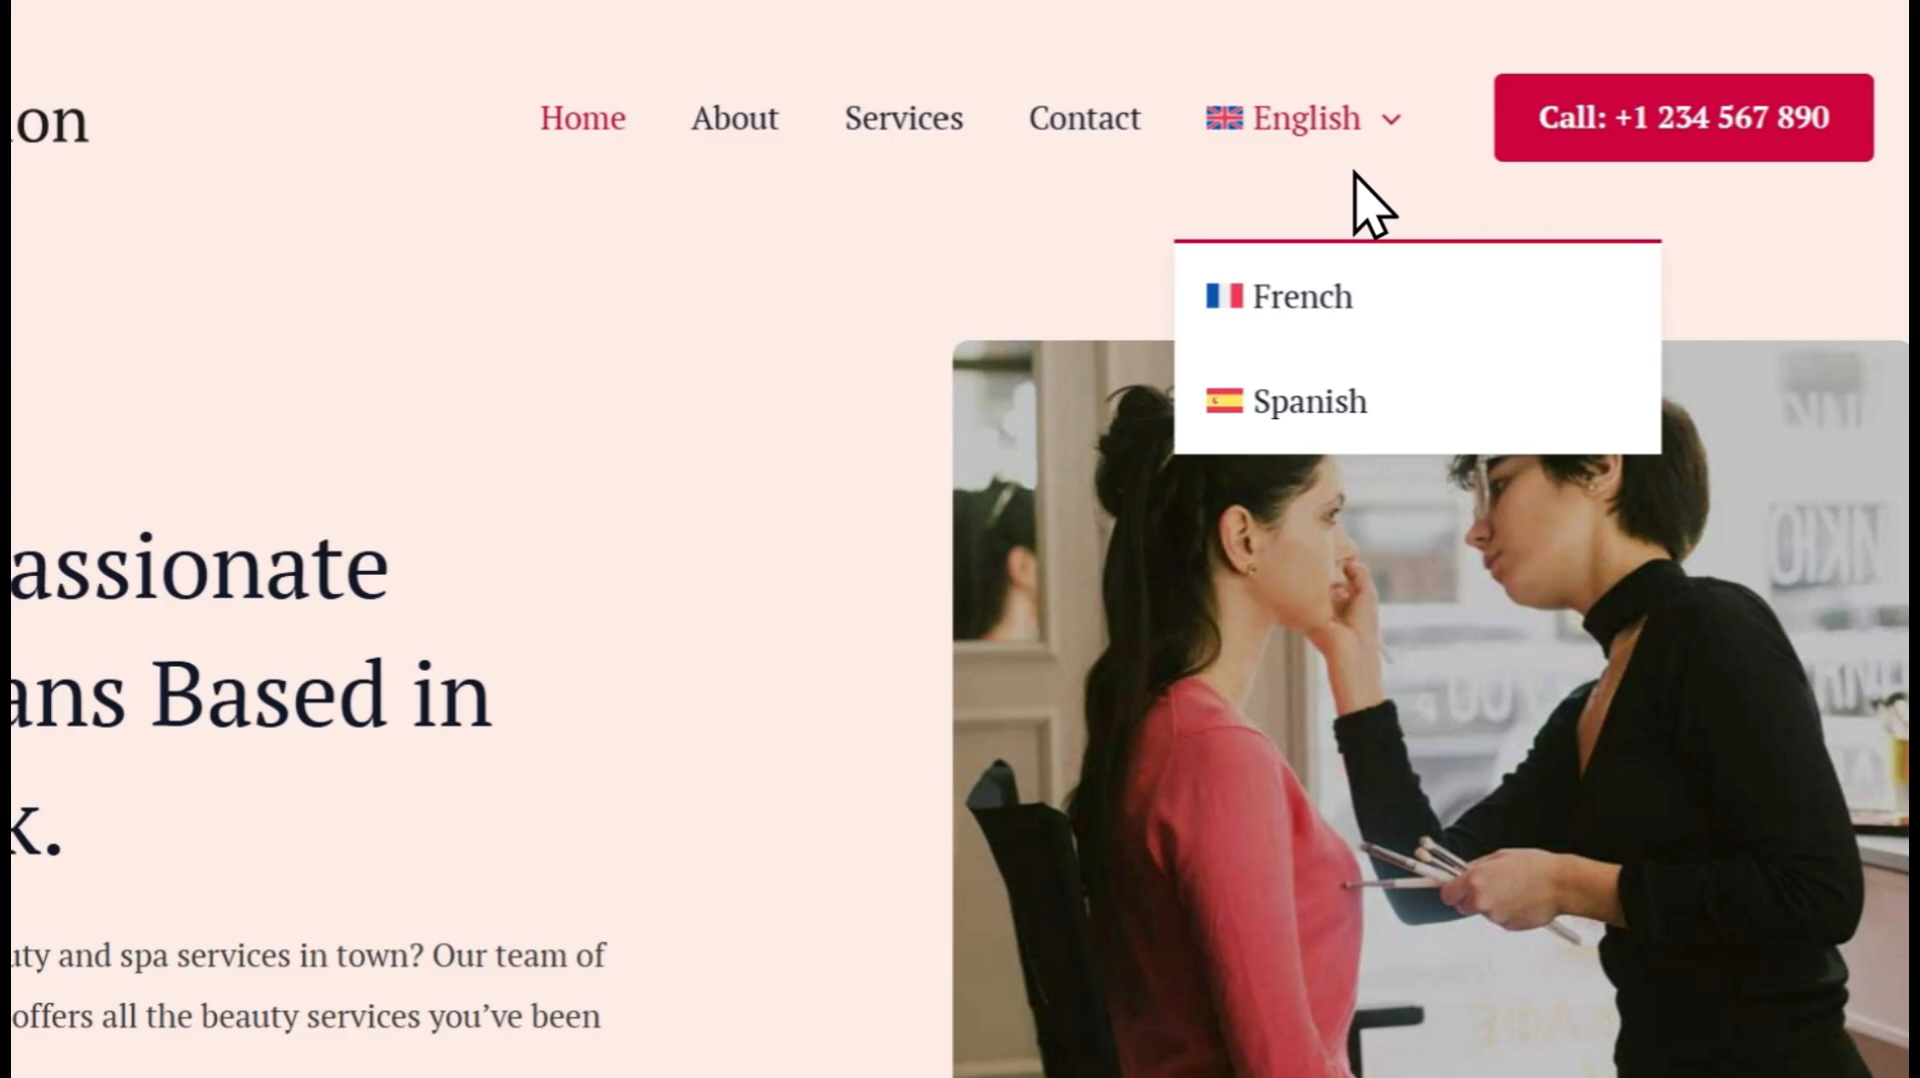 on
Home About Services Contact English Call: +1 234 567 890
French
Spanish
assionate
ans Based in
k.
uty and spa services in town? Our team of
offers all the beauty services you’ve been